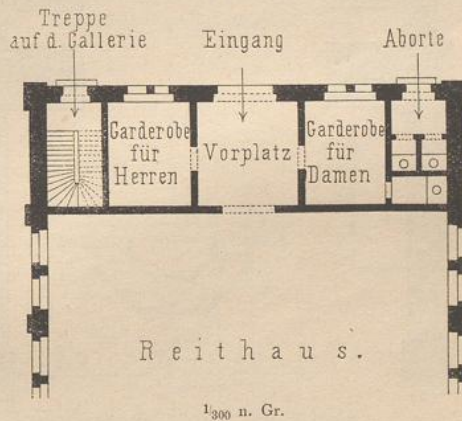 Treppe
auf d. Gallerie
Eingang
Aborte
Garderobe
für
Herren
Vorplatz
Garderobe
für
Damen
Reithaus.
1/300 n. Gr.